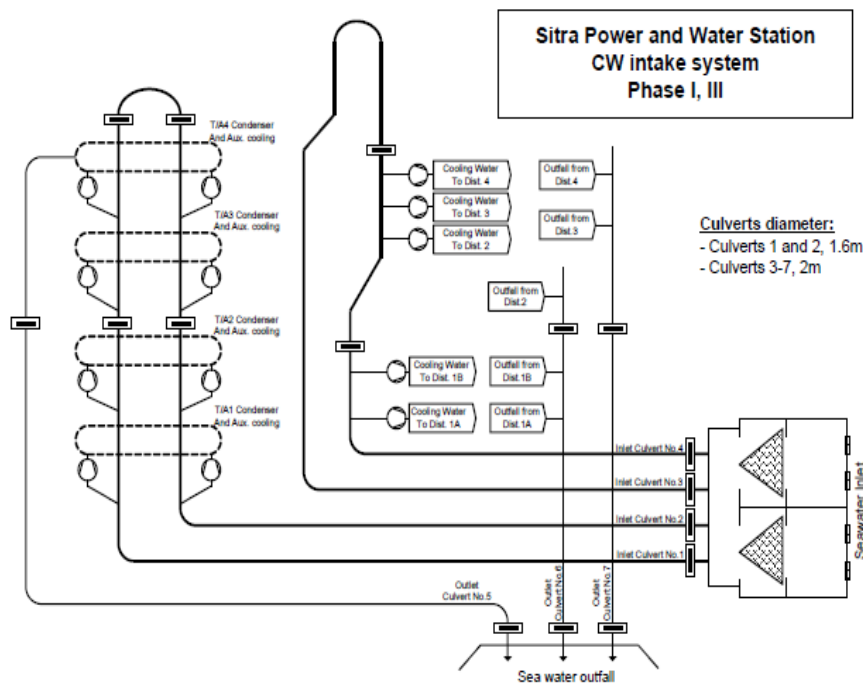 Sitra Power and Water Station
CW intake system
Phase I, III
T/A4 Condenser
And Aux. cooling
T/A3 Condenser
And Aux. cooling
T/A2 Condenser
And Aux. cooling
T/A1 Condenser
And Aux. cooling
Cooling Water
To Dist. 4
Cooling Water
To Dist. 3
Cooling Water
To Dist. 2
Outfall from
Dist.4
Outfall from
Dist.3
Outfall from
Dist.2
Cooling Water
To Dist. 1B
Outfall from
Dist.1B
Cooling Water
To Dist. 1A
Outfall from
Dist.1A
Culverts diameter:
- Culverts 1 and 2, 1.6m
- Culverts 3-7, 2m
Inlet Culvert No.4
Inlet Culvert No.3
Inlet Culvert No.2
Inlet Culvert No.1
Seawater Inlet
Outlet
Culvert No.5
Outlet
Culvert No.6
Outlet
Culvert No.7
Sea water outfall